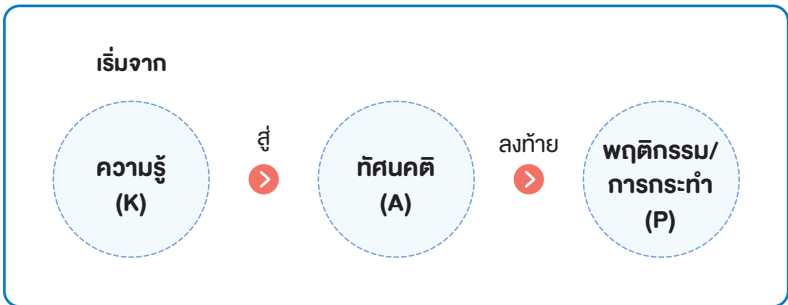 เริ่มจาก
ความรู้
(K)
สู่
ทัศนคติ
(A)
ลงท้าย
พฤติกรรม/
การกระทำ
(P)